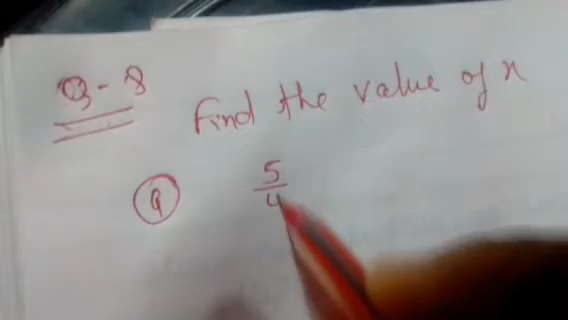 Q-8
Find the value of x
(a) 5/4